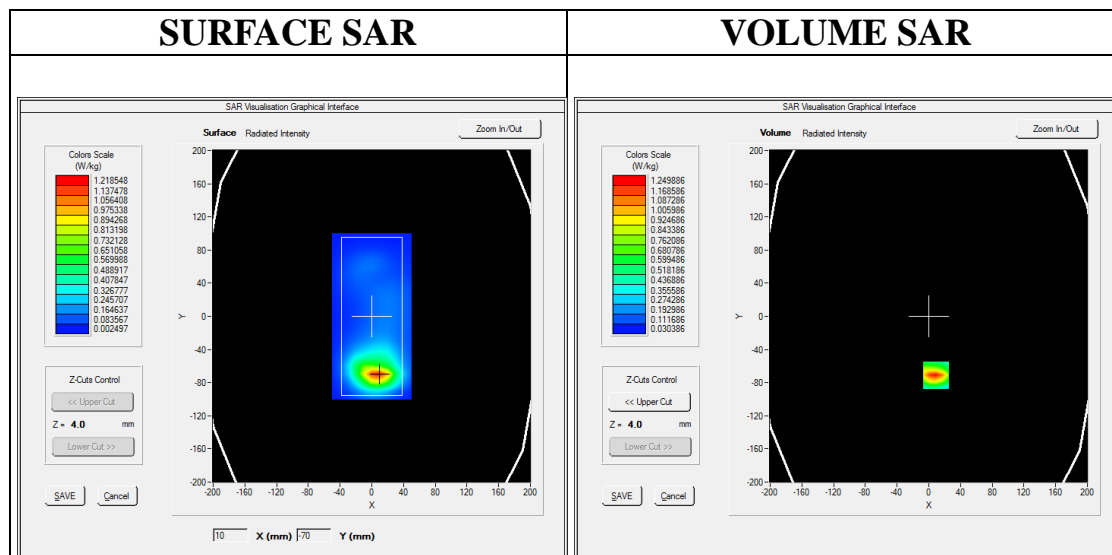 SURFACE SAR
VOLUME SAR
SAR Visualisation Graphical Interface
Surface Radiated Intensity
Zoom In/Out
Colors Scale
(W/kg)
1.218548
1.137478
1.056408
0.975338
0.894268
0.813198
0.732128
0.651058
0.569988
0.488917
0.407847
0.326777
0.245707
0.164637
0.083567
0.002497
Z-Cuts Control
<< Upper Cut
Z = 4.0 mm
Lower Cut >>
SAVE Cancel
200
160
120
80
40
0
-40
-80
-120
-160
-200
Y
-200 -160 -120 -80 -40 0 40 80 120 160 200
X
10 X (mm) -70 Y (mm)
SAR Visualisation Graphical Interface
Volume Radiated Intensity
Zoom In/Out
Colors Scale
(W/kg)
1.249886
1.168586
1.087286
1.005986
0.924686
0.843386
0.762086
0.680786
0.599486
0.518186
0.436886
0.355586
0.274286
0.192986
0.111686
0.030386
Z-Cuts Control
<< Upper Cut
Z = 4.0 mm
Lower Cut >>
SAVE Cancel
200
160
120
80
40
0
-40
-80
-120
-160
-200
Y
-200 -160 -120 -80 -40 0 40 80 120 160 200
X